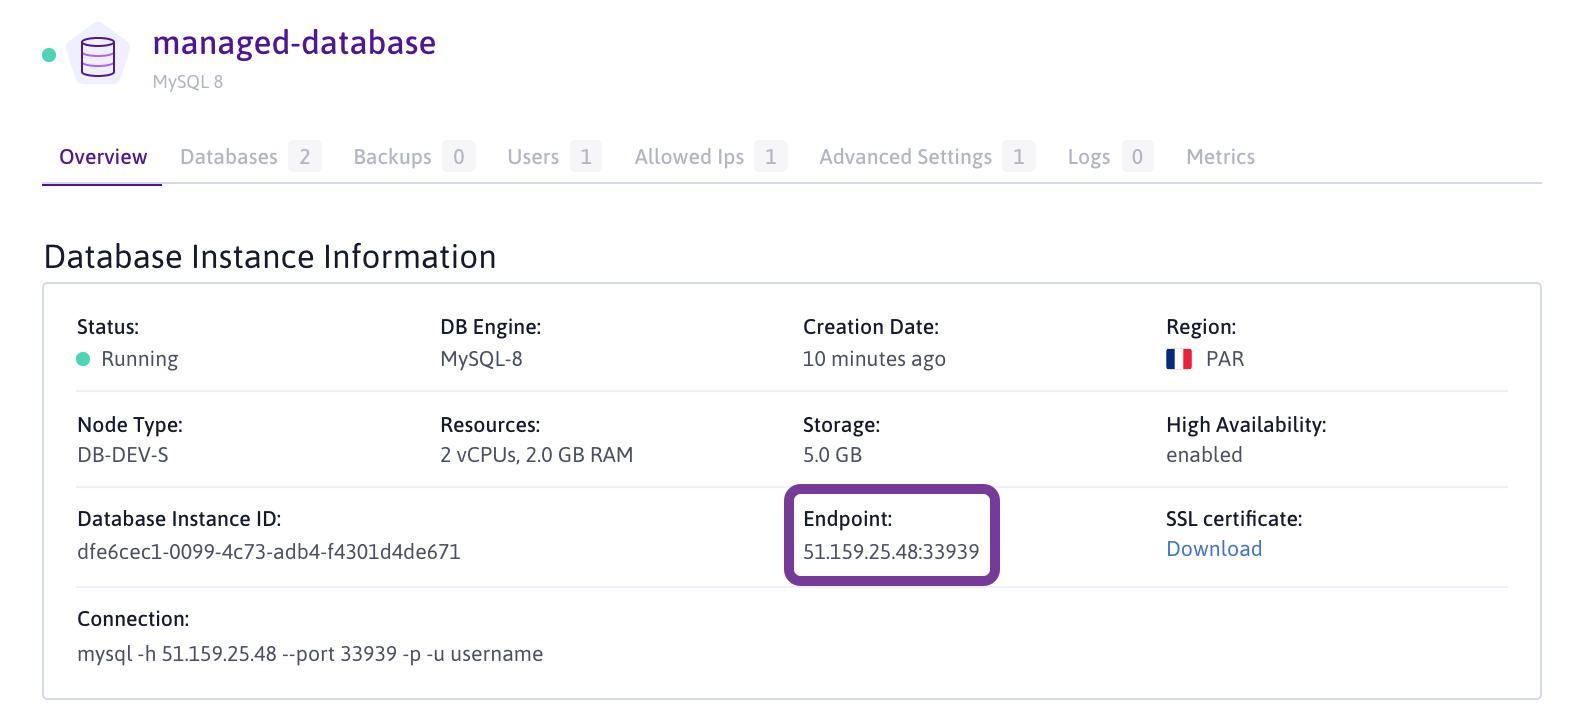 managed-database
MySQL 8
Overview Databases 2 Backups 0 Users 1 Allowed Ips 1 Advanced Settings 1 Logs 0 Metrics
Database Instance Information
Status: DB Engine: Creation Date: Region:
Running MySQL-8 10 minutes ago PAR
Node Type: Resources: Storage: High Availability:
DB-DEV-S 2 vCPUs, 2.0 GB RAM 5.0 GB enabled
Database Instance ID: Endpoint: SSL certificate:
dfe6cec1-0099-4c73-adb4-f4301d4de671 51.159.25.48:33939 Download
Connection:
mysql -h 51.159.25.48 --port 33939 -p -u username